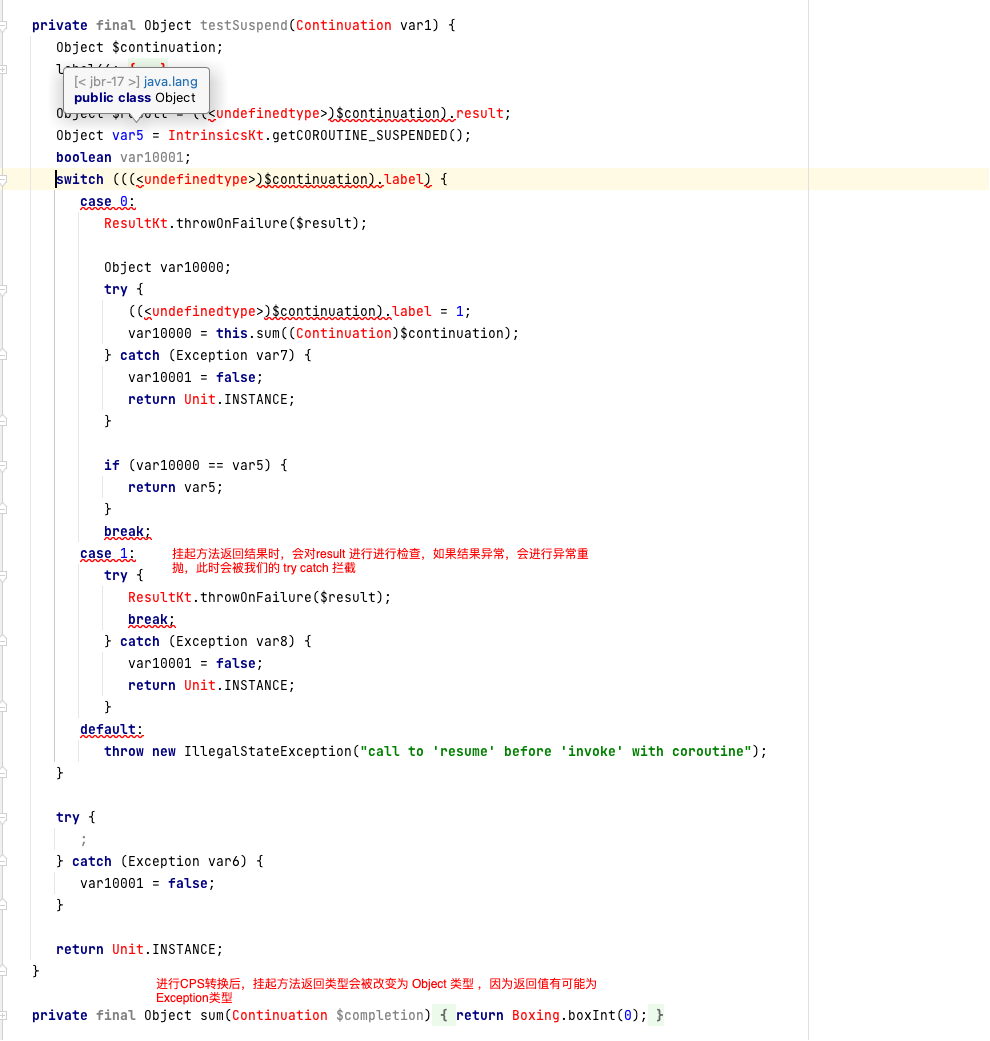 private final Object testSuspend(Continuation var1) {
Object $continuation;
[< jbr-17 >] java.lang
public class Object
Object = ((<undefinedtype>)$continuation).result;
Object var5 = IntrinsicsKt.getCOROUTINE_SUSPENDED();
boolean var10001;
switch (((<undefinedtype>)$continuation).label) {
case 0:
ResultKt.throwOnFailure($result);
Object var10000;
try {
((<undefinedtype>)$continuation).label = 1;
var10000 = this.sum((Continuation)$continuation);
} catch (Exception var7) {
var10001 = false;
return Unit.INSTANCE;
}
if (var10000 == var5) {
return var5;
}
break;
case 1: 挂起方法返回结果时，会对result 进行进行检查，如果结果异常，会进行异常重
抛，此时会被我们的 try catch 拦截
try {
ResultKt.throwOnFailure($result);
break;
} catch (Exception var8) {
var10001 = false;
return Unit.INSTANCE;
}
default:
throw new IllegalStateException("call to 'resume' before 'invoke' with coroutine");
}
try {
;
} catch (Exception var6) {
var10001 = false;
}
return Unit.INSTANCE;
}
进行CPS转换后，挂起方法返回类型会被改变为 Object 类型 ，因为返回值有可能为
Exception类型
private final Object sum(Continuation $completion) { return Boxing.boxInt(0); }